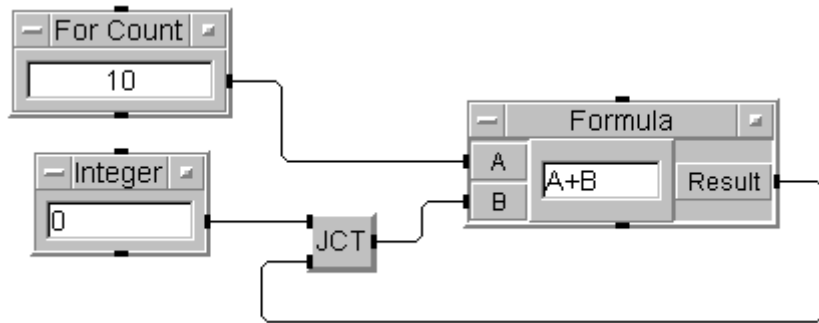 For Count
10
Integer
0
JCT
Formula
A
B
A+B
Result